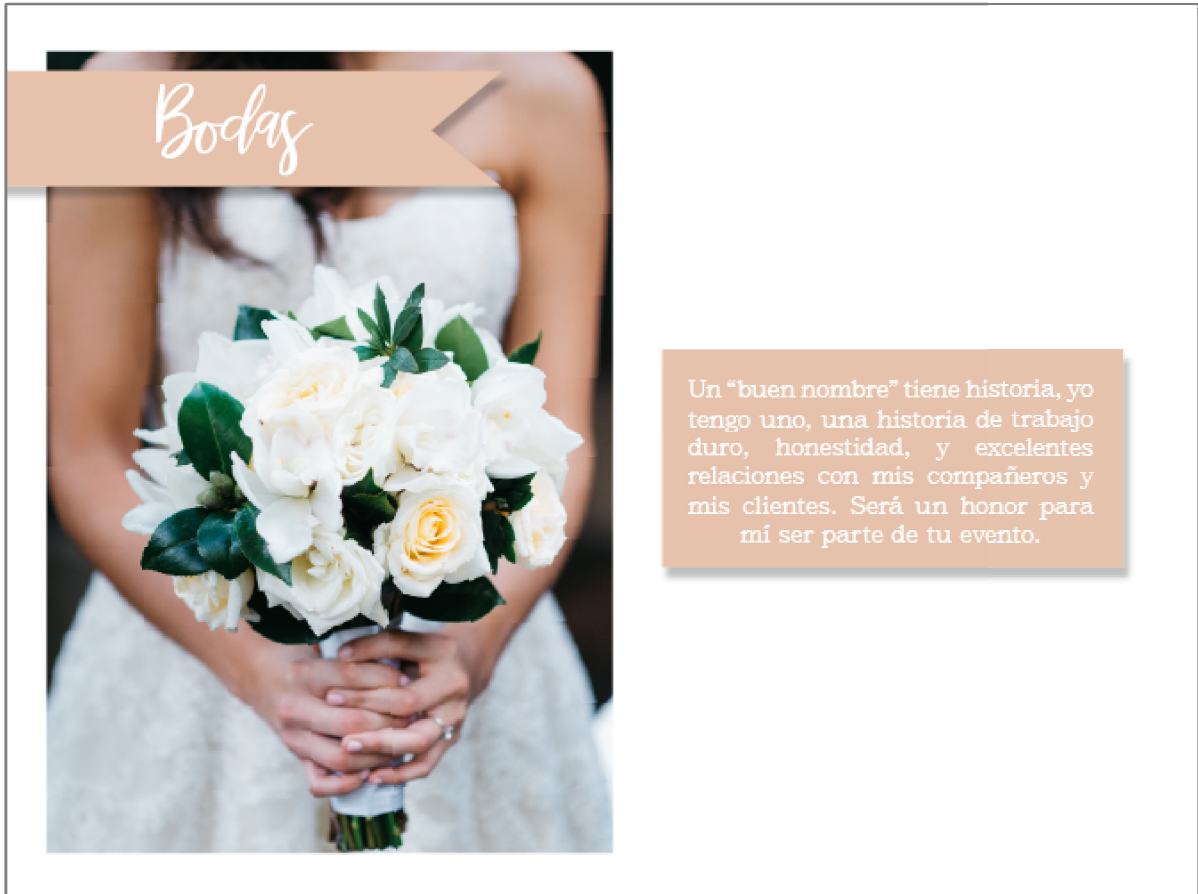 Bodas
Un “buen nombre” tiene historia, yo
tengo uno, una historia de trabajo
duro, honestidad, y excelentes
relaciones con mis compañeros y
mis clientes. Será un honor para
mí ser parte de tu evento.